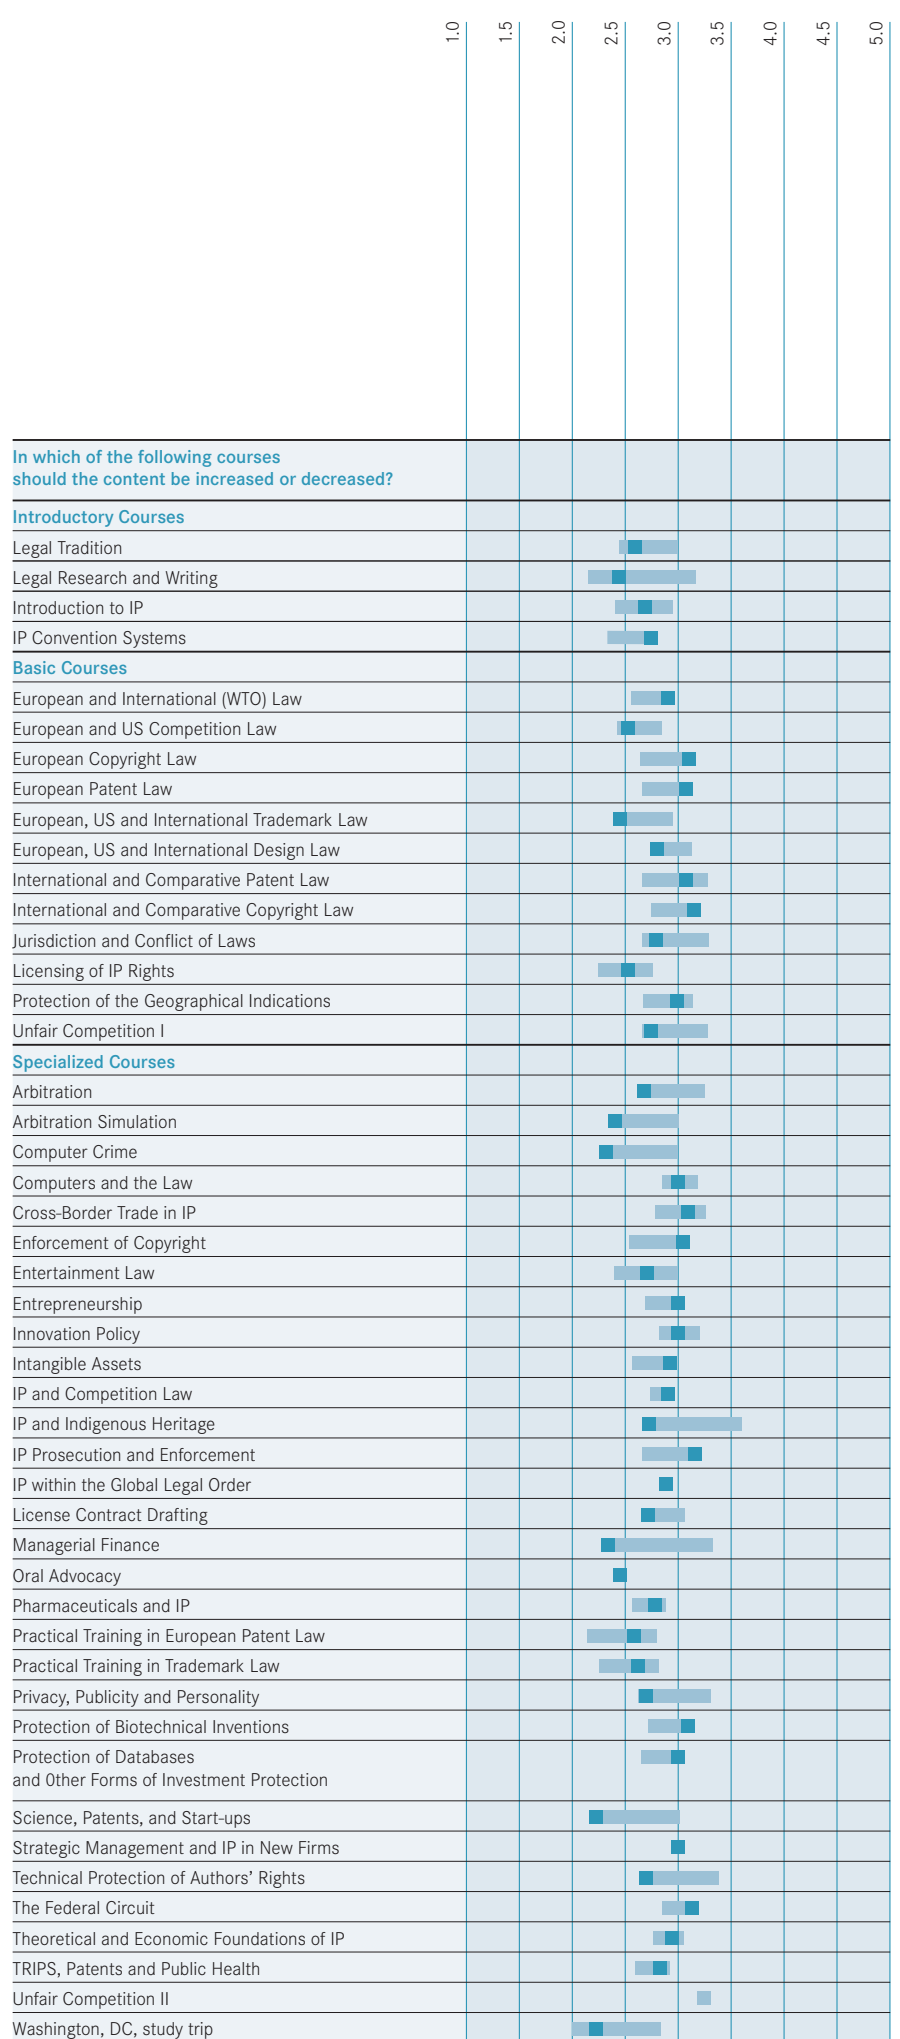 1.0 1.5 2.0 2.5 3.0 3.5 4.0 4.5 5.0
In which of the following courses
should the content be increased or decreased?
Introductory Courses
Legal Tradition
Legal Research and Writing
Introduction to IP
IP Convention Systems
Basic Courses
European and International (WTO) Law
European and US Competition Law
European Copyright Law
European Patent Law
European, US and International Trademark Law
European, US and International Design Law
International and Comparative Patent Law
International and Comparative Copyright Law
Jurisdiction and Conflict of Laws
Licensing of IP Rights
Protection of the Geographical Indications
Unfair Competition I
Specialized Courses
Arbitration
Arbitration Simulation
Computer Crime
Computers and the Law
Cross-Border Trade in IP
Enforcement of Copyright
Entertainment Law
Entrepreneurship
Innovation Policy
Intangible Assets
IP and Competition Law
IP and Indigenous Heritage
IP Prosecution and Enforcement
IP within the Global Legal Order
License Contract Drafting
Managerial Finance
Oral Advocacy
Pharmaceuticals and IP
Practical Training in European Patent Law
Practical Training in Trademark Law
Privacy, Publicity and Personality
Protection of Biotechnical Inventions
Protection of Databases
and Other Forms of Investment Protection
Science, Patents, and Start-ups
Strategic Management and IP in New Firms
Technical Protection of Authors' Rights
The Federal Circuit
Theoretical and Economic Foundations of IP
TRIPS, Patents and Public Health
Unfair Competition II
Washington, DC, study trip